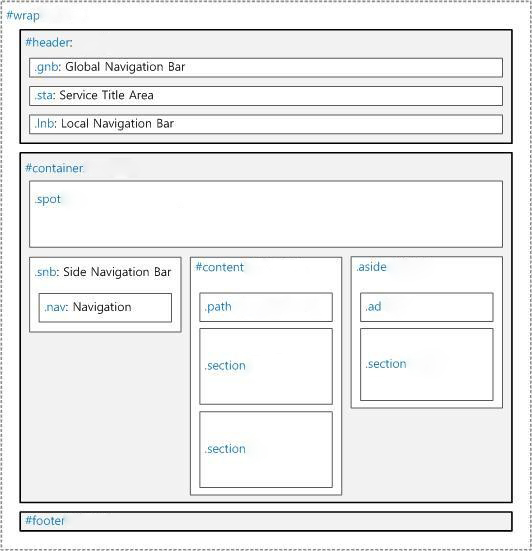 #wrap
#header:
.gnb: Global Navigation Bar
.sta: Service Title Area
.lnb: Local Navigation Bar
#container
.spot
.snb: Side Navigation Bar
.nav: Navigation
#content
.path
.section
.section
.aside
.ad
.section
#footer